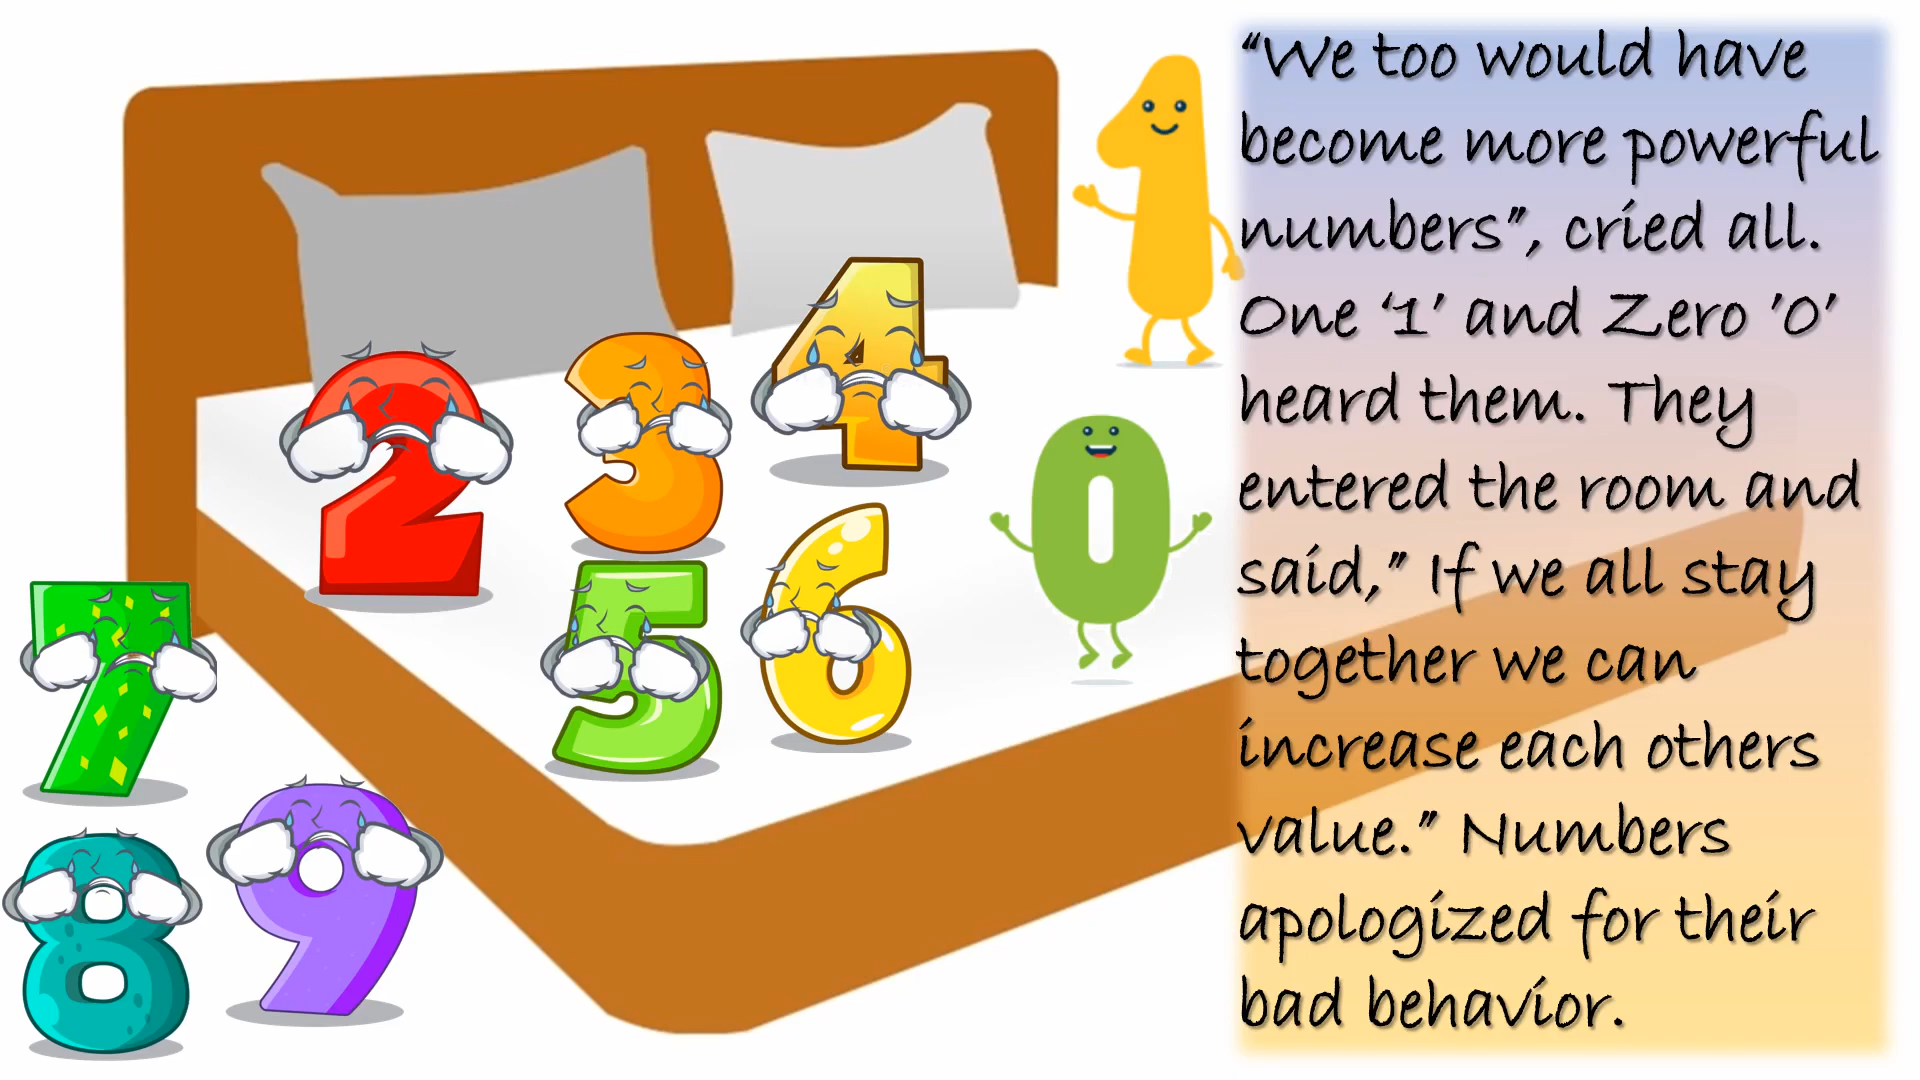 “We too would have
become more powerful
numbers”, cried all.
One ‘1’ and Zero ’0’
heard them. They
entered the room and
said,” If we all stay
together we can
increase each others
value.” Numbers
apologized for their
bad behavior.